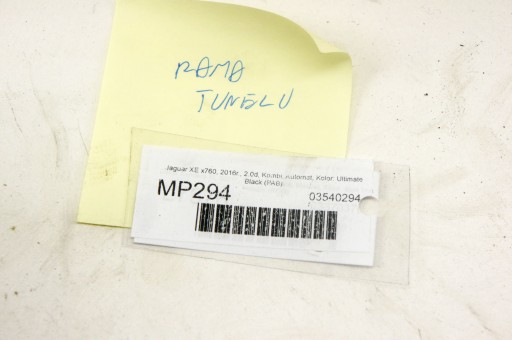 RAMA
TUNELU
Jaguar XE x760, 2016r., 2.0d, Kombi, Automat, Kolor: Ultimate
Black (PAB)
MP294
03540294